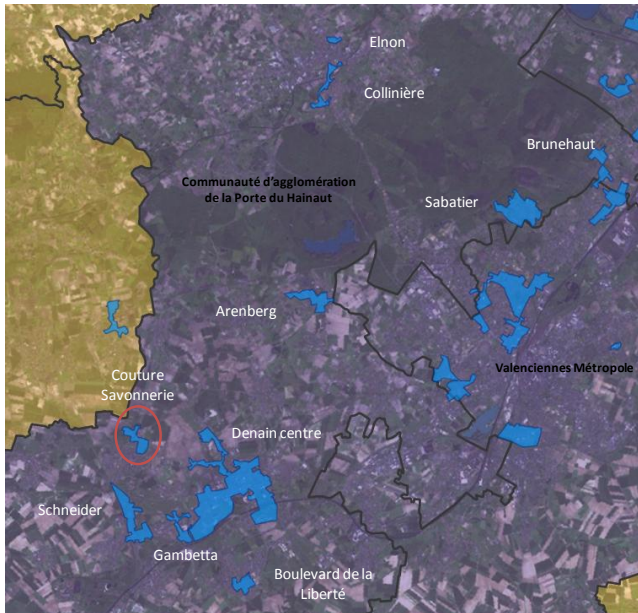 Elnon
Collinière
Brunehaut
Communauté d'agglomération
de la Porte du Hainaut
Sabatier
Arenberg
Valenciennes Métropole
Couture
Savonnerie
Denain centre
Schneider
Gambetta
Boulevard de la
Liberté